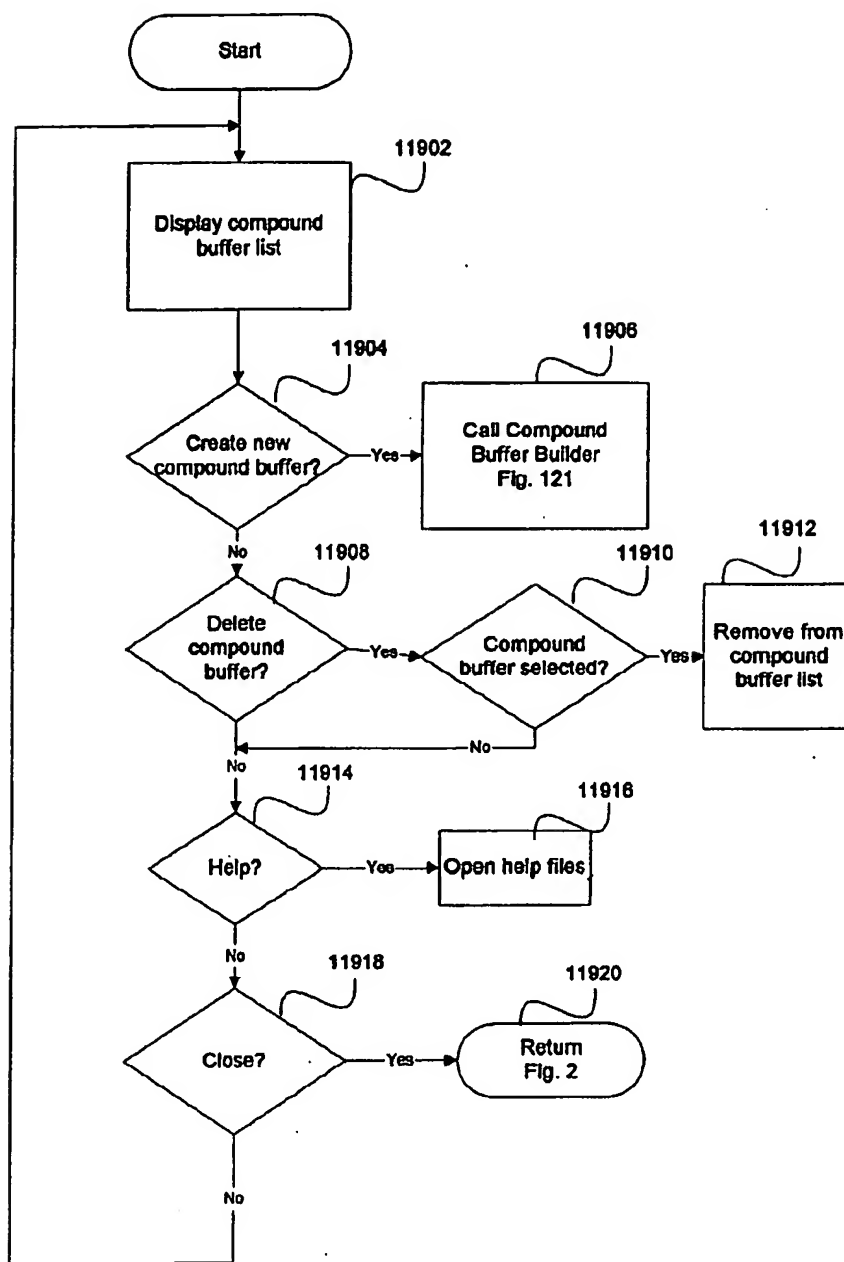 Start
11902
Display compound
buffer list
11904
11906
Create new
compound buffer?
Yes
Call Compound
Buffer Builder
Fig. 121
No
11908
11910
11912
Delete
compound
buffer?
Yes
Compound
buffer selected?
Yes
Remove from
compound
buffer list
No
No
11914
11916
Help?
Yes
Open help files
No
11918
11920
Close?
Yes
Return
Fig. 2
No